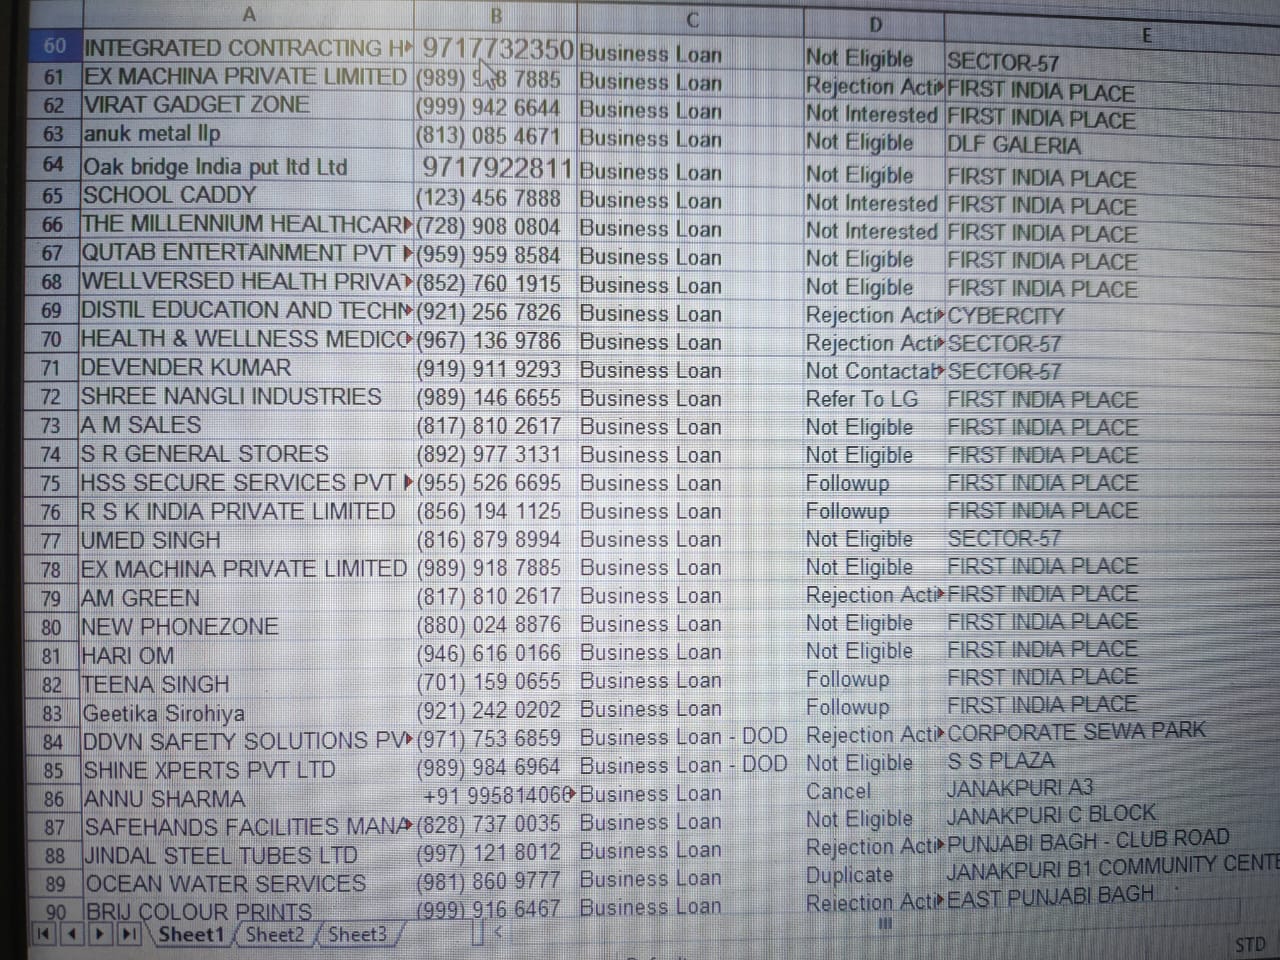 A B C D E
60 INTEGRATED CONTRACTING H 9717732350 Business Loan Not Eligible SECTOR-57
61 EX MACHINA PRIVATE LIMITED (989) 9 8 7885 Business Loan Rejection Acti FIRST INDIA PLACE
62 VIRAT GADGET ZONE (999) 942 6644 Business Loan Not Interested FIRST INDIA PLACE
63 anuk metal llp (813) 085 4671 Business Loan Not Eligible DLF GALERIA
64 Oak bridge India put ltd Ltd 9717922811 Business Loan Not Eligible FIRST INDIA PLACE
65 SCHOOL CADDY (123) 456 7888 Business Loan Not Interested FIRST INDIA PLACE
66 THE MILLENNIUM HEALTHCAR (728) 908 0804 Business Loan Not Interested FIRST INDIA PLACE
67 QUTAB ENTERTAINMENT PVT (959) 959 8584 Business Loan Not Eligible FIRST INDIA PLACE
68 WELLVERSED HEALTH PRIVAT (852) 760 1915 Business Loan Not Eligible FIRST INDIA PLACE
69 DISTIL EDUCATION AND TECHN (921) 256 7826 Business Loan Rejection Acti CYBERCITY
70 HEALTH & WELLNESS MEDICO (967) 136 9786 Business Loan Rejection Acti SECTOR-57
71 DEVENDER KUMAR (919) 911 9293 Business Loan Not Contactab SECTOR-57
72 SHREE NANGLI INDUSTRIES (989) 146 6655 Business Loan Refer To LG FIRST INDIA PLACE
73 A M SALES (817) 810 2617 Business Loan Not Eligible FIRST INDIA PLACE
74 S R GENERAL STORES (892) 977 3131 Business Loan Not Eligible FIRST INDIA PLACE
75 HSS SECURE SERVICES PVT (955) 526 6695 Business Loan Followup FIRST INDIA PLACE
76 R S K INDIA PRIVATE LIMITED (856) 194 1125 Business Loan Followup FIRST INDIA PLACE
77 UMED SINGH (816) 879 8994 Business Loan Not Eligible SECTOR-57
78 EX MACHINA PRIVATE LIMITED (989) 918 7885 Business Loan Not Eligible FIRST INDIA PLACE
79 AM GREEN (817) 810 2617 Business Loan Rejection Acti FIRST INDIA PLACE
80 NEW PHONEZONE (880) 024 8876 Business Loan Not Eligible FIRST INDIA PLACE
81 HARI OM (946) 616 0166 Business Loan Not Eligible FIRST INDIA PLACE
82 TEENA SINGH (701) 159 0655 Business Loan Followup FIRST INDIA PLACE
83 Geetika Sirohiya (921) 242 0202 Business Loan Followup FIRST INDIA PLACE
84 DDVN SAFETY SOLUTIONS PV (971) 753 6859 Business Loan - DOD Rejection Acti CORPORATE SEWA PARK
85 SHINE XPERTS PVT LTD (989) 984 6964 Business Loan - DOD Not Eligible S S PLAZA
86 ANNU SHARMA +91 995814066 Business Loan Cancel JANAKPURI A3
87 SAFEHANDS FACILITIES MANA (828) 737 0035 Business Loan Not Eligible JANAKPURI C BLOCK
88 JINDAL STEEL TUBES LTD (997) 121 8012 Business Loan Rejection Acti PUNJABI BAGH - CLUB ROAD
89 OCEAN WATER SERVICES (981) 860 9777 Business Loan Duplicate JANAKPURI B1 COMMUNITY CENTE
90 BRIJ COLOUR PRINTS (999) 916 6467 Business Loan Rejection Acti EAST PUNJABI BAGH
Sheet1 Sheet2 Sheet3
STD